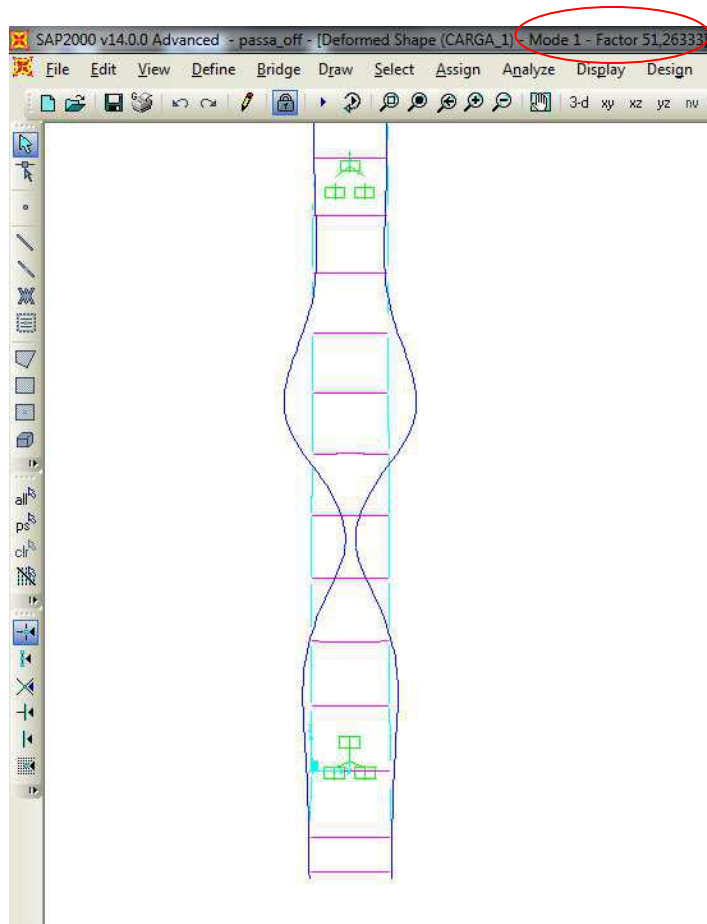 SAP2000 v14.0.0 Advanced - passa_off - [Deformed Shape (CARGA_1) - Mode 1 - Factor 51,26333]
File Edit View Define Bridge Draw Select Assign Analyze Display Design
3-d xy xz yz nv
all
ps
clr